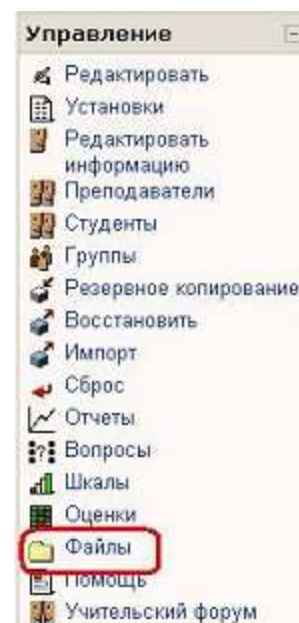 Управление
Редактировать
Установки
Редактировать
информацию
Преподаватели
Студенты
Группы
Резервное копирование
Восстановить
Импорт
Сброс
Отчеты
Вопросы
Шкалы
Оценки
Файлы
Помощь
Учительский форум